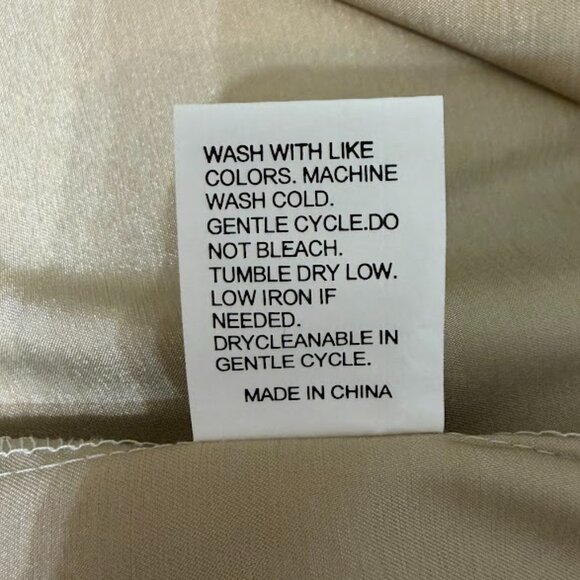 WASH WITH LIKE
COLORS. MACHINE
WASH COLD.
GENTLE CYCLE.DO
NOT BLEACH.
TUMBLE DRY LOW.
LOW IRON IF
NEEDED.
DRYCLEANABLE IN
GENTLE CYCLE.
MADE IN CHINA